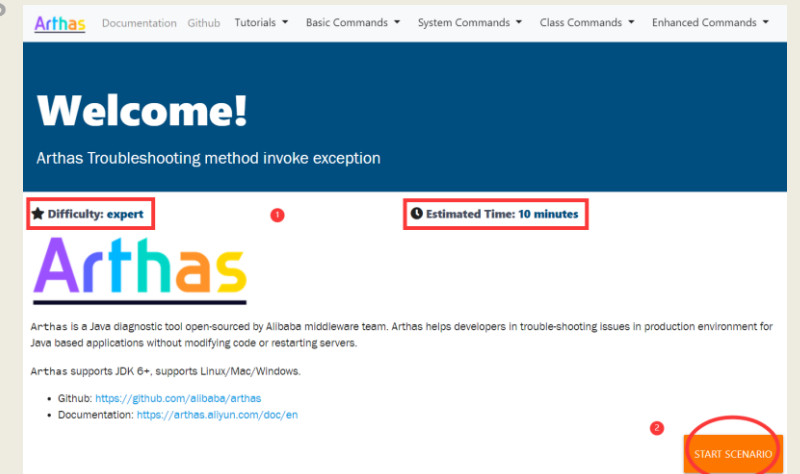 Arthas Documentation Github Tutorials Basic Commands System Commands Class Commands Enhanced Commands
Welcome!
Arthas Troubleshooting method invoke exception
Difficulty: expert 1 Estimated Time: 10 minutes
Arthas
Arthas is a Java diagnostic tool open-sourced by Alibaba middleware team. Arthas helps developers in trouble-shooting issues in production environment for
Java based applications without modifying code or restarting servers.
Arthas supports JDK 6+, supports Linux/Mac/Windows.
• Github: https://github.com/alibaba/arthas
• Documentation: https://arthas.aliyun.com/doc/en
2
START SCENARIO